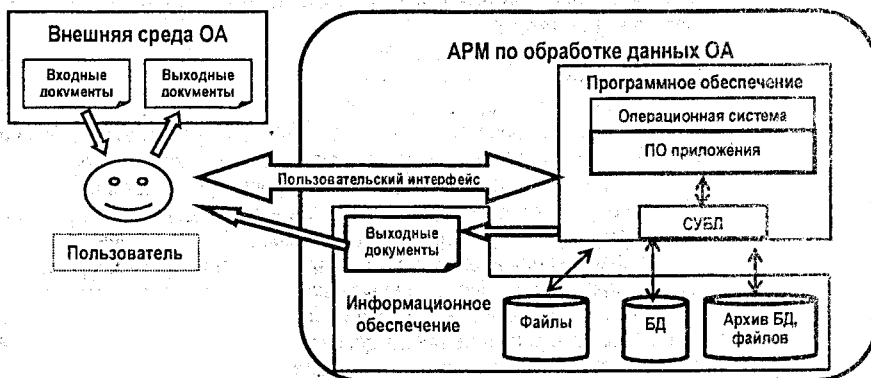 Внешняя среда ОА
Входные
документы
Выходные
документы
АРМ по обработке данных ОА
Программное обеспечение
Операционная система
ПО приложения
СУБД
Пользовательский интерфейс
Пользователь
Выходные
документы
Информационное
обеспечение
Файлы
БД
Архив БД,
файлов